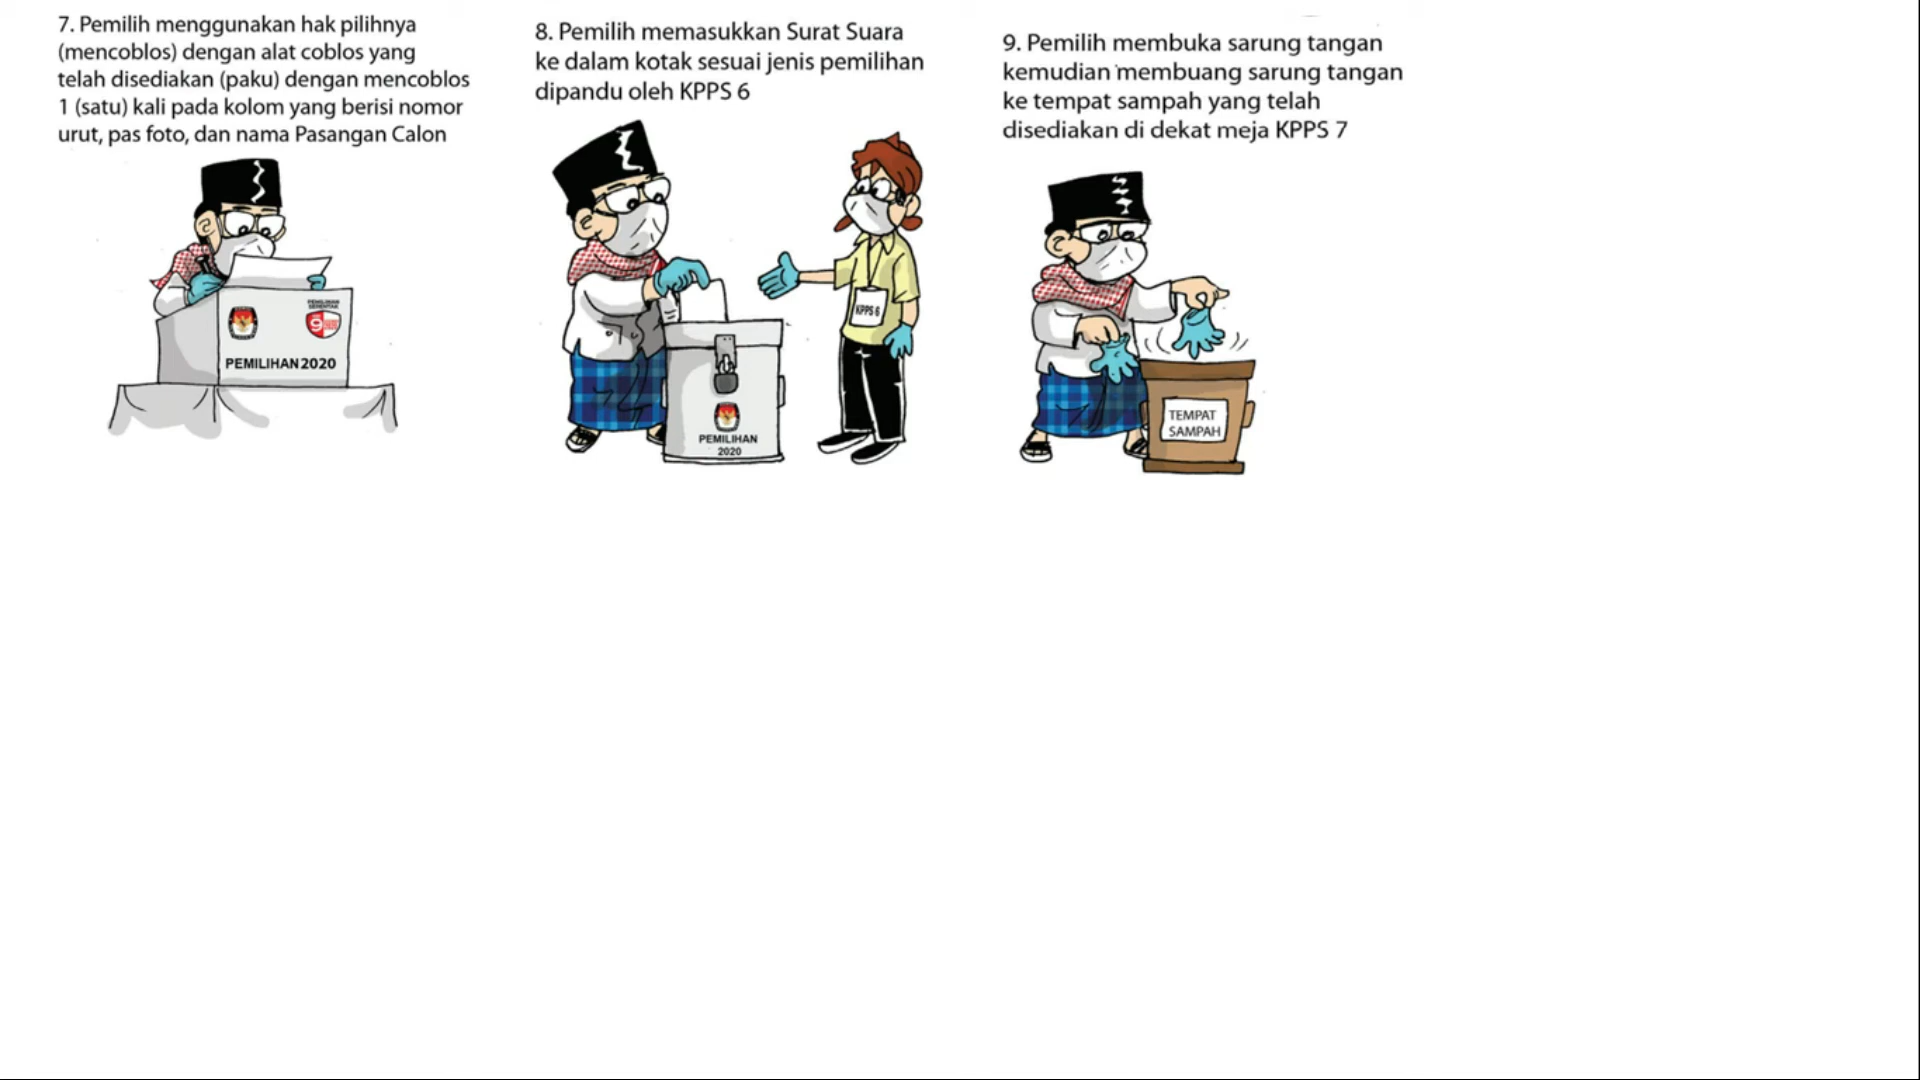 7. Pemilih menggunakan hak pilihnya
(mencoblos) dengan alat coblos yang
telah disediakan (paku) dengan mencoblos
1 (satu) kali pada kolom yang berisi nomor
urut, pas foto, dan nama Pasangan Calon
PEMILIHAN
SERENTAK
9
PEMILIHAN 2020
8. Pemilih memasukkan Surat Suara
ke dalam kotak sesuai jenis pemilihan
dipandu oleh KPPS 6
KPPS 6
PEMILIHAN
2020
9. Pemilih membuka sarung tangan
kemudian membuang sarung tangan
ke tempat sampah yang telah
disediakan di dekat meja KPPS 7
TEMPAT
SAMPAH